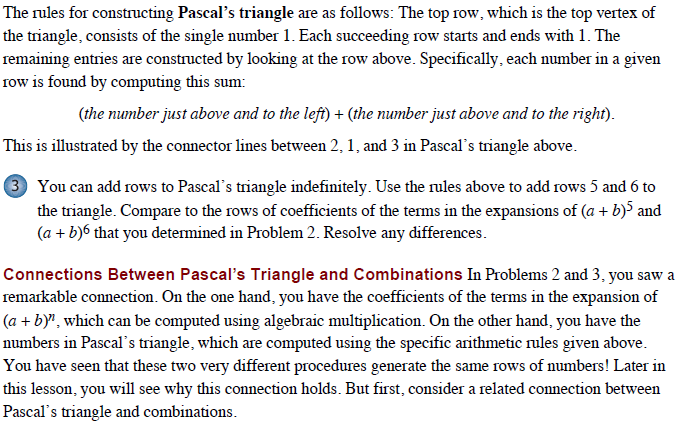 The rules for constructing Pascal's triangle are as follows: The top row, which is the top vertex of
the triangle, consists of the single number 1. Each succeeding row starts and ends with 1. The
remaining entries are constructed by looking at the row above. Specifically, each number in a given
row is found by computing this sum:
(the number just above and to the left) + (the number just above and to the right).
This is illustrated by the connector lines between 2, 1, and 3 in Pascal's triangle above.
3 You can add rows to Pascal's triangle indefinitely. Use the rules above to add rows 5 and 6 to
the triangle. Compare to the rows of coefficients of the terms in the expansions of (a + b)5 and
(a + b)6 that you determined in Problem 2. Resolve any differences.
Connections Between Pascal's Triangle and Combinations In Problems 2 and 3, you saw a
remarkable connection. On the one hand, you have the coefficients of the terms in the expansion of
(a + b)n, which can be computed using algebraic multiplication. On the other hand, you have the
numbers in Pascal's triangle, which are computed using the specific arithmetic rules given above.
You have seen that these two very different procedures generate the same rows of numbers! Later in
this lesson, you will see why this connection holds. But first, consider a related connection between
Pascal's triangle and combinations.